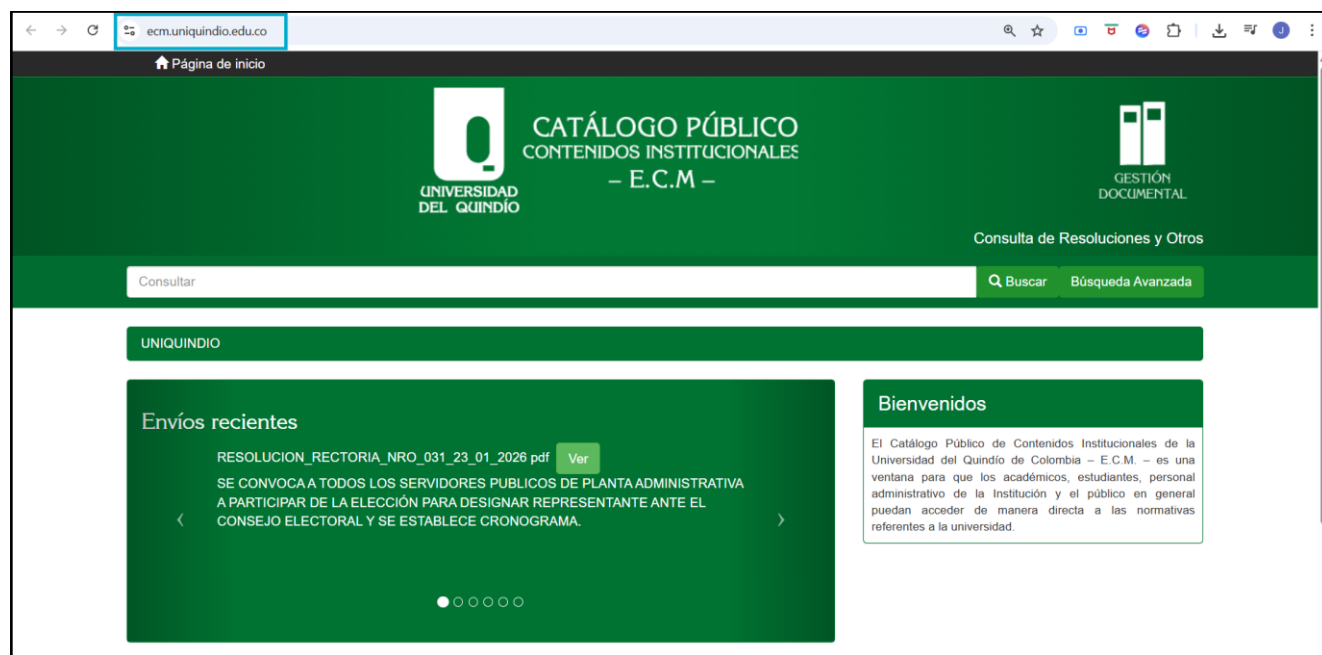 ecm.uniquindio.edu.co
J
Página de inicio
UNIVERSIDAD
DEL QUINDÍO
CATÁLOGO PÚBLICO
CONTENIDOS INSTITUCIONALES
– E.C.M –
GESTIÓN
DOCUMENTAL
Consulta de Resoluciones y Otros
Consultar
Buscar
Búsqueda Avanzada
UNIQUINDIO
Envíos recientes
RESOLUCION_RECTORIA_NRO_031_23_01_2026 pdf
Ver
SE CONVOCA A TODOS LOS SERVIDORES PUBLICOS DE PLANTA ADMINISTRATIVA
A PARTICIPAR DE LA ELECCIÓN PARA DESIGNAR REPRESENTANTE ANTE EL
CONSEJO ELECTORAL Y SE ESTABLECE CRONOGRAMA.
Bienvenidos
El Catálogo Público de Contenidos Institucionales de la
Universidad del Quindío de Colombia – E.C.M. – es una
ventana para que los académicos, estudiantes, personal
administrativo de la Institución y el público en general
puedan acceder de manera directa a las normativas
referentes a la universidad.